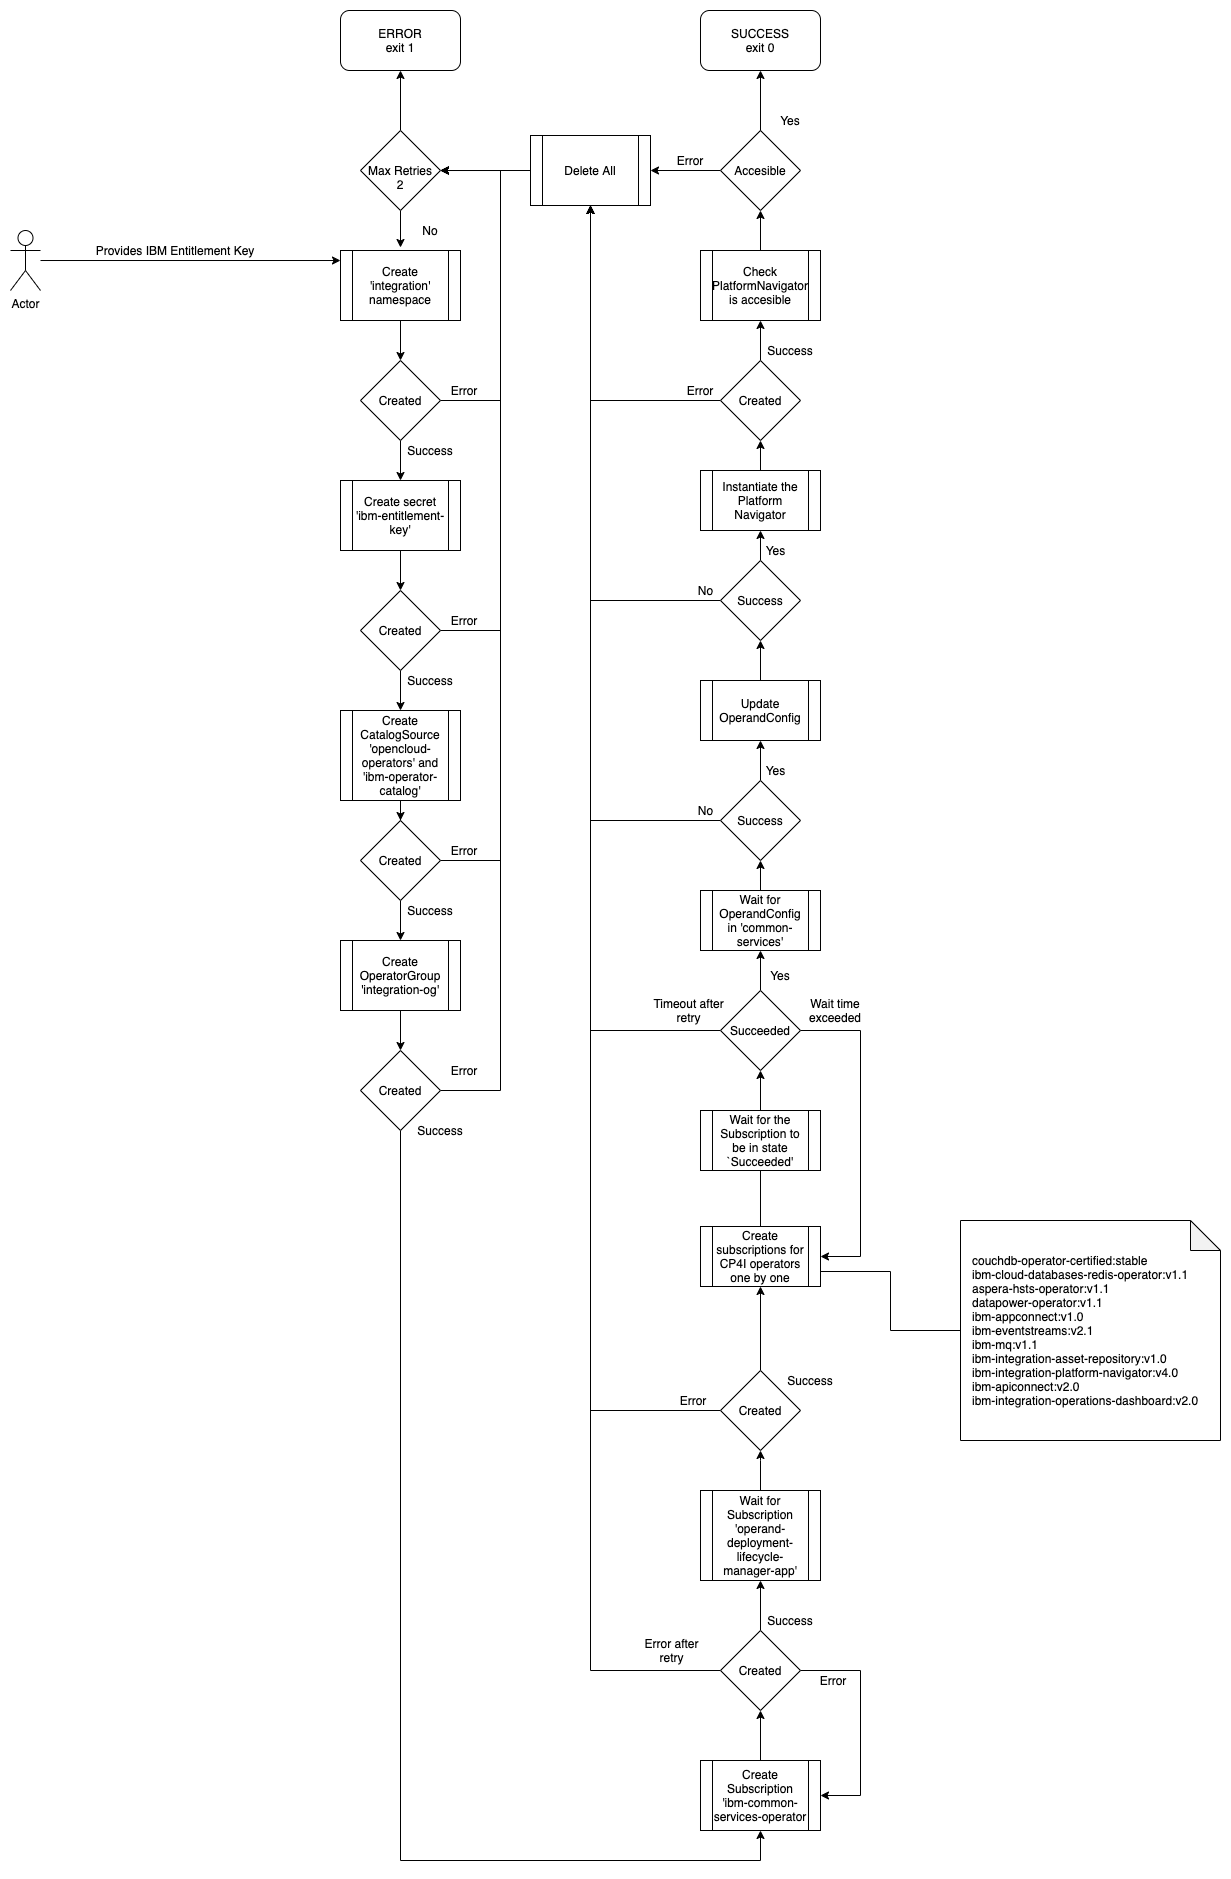 ERROR
exit 1
SUCCESS
exit 0
Yes
Max Retries
2
Delete All
Error
Accesible
No
Provides IBM Entitlement Key
Actor
Create
'integration'
namespace
Check
PlatformNavigator
is accesible
Success
Created
Error
Error
Created
Success
Create secret
'ibm-entitlement-
key'
Instantiate the
Platform
Navigator
Yes
Created
Error
No
Success
Success
Create
CatalogSource
'opencloud-
operators' and
'ibm-operator-
catalog'
Update
OperandConfig
Yes
No
Success
Created
Error
Success
Wait for
OperandConfig
in 'common-
services'
Create
OperatorGroup
'integration-og'
Yes
Timeout after
retry
Succeeded
Wait time
exceeded
Created
Error
Success
Wait for the
Subscription to
be in state
`Succeeded'
Create
subscriptions for
CP4I operators
one by one
couchdb-operator-certified:stable
ibm-cloud-databases-redis-operator:v1.1
aspera-hsts-operator:v1.1
datapower-operator:v1.1
ibm-appconnect:v1.0
ibm-eventstreams:v2.1
ibm-mq:v1.1
ibm-integration-asset-repository:v1.0
ibm-integration-platform-navigator:v4.0
ibm-apiconnect:v2.0
ibm-integration-operations-dashboard:v2.0
Success
Error
Created
Wait for
Subscription
'operand-
deployment-
lifecycle-
manager-app'
Success
Error after
retry
Created
Error
Create
Subscription
'ibm-common-
services-operator